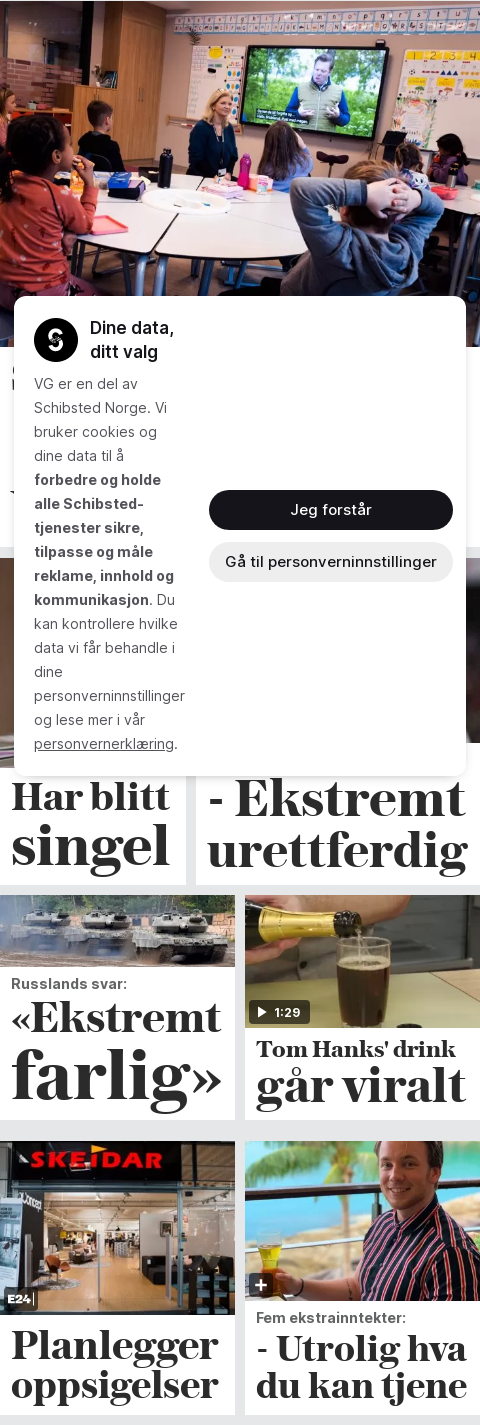 Dine data,
ditt valg
VG er en del av
Schibsted Norge. Vi
bruker cookies og
dine data til å
forbedre og holde
alle Schibsted-
tjenester sikre,
tilpasse og måle
reklame, innhold og
kommunikasjon. Du
kan kontrollere hvilke
data vi får behandle i
dine
personverninnstillinger
og lese mer i vår
personvernerklæring.
Jeg forstår
Gå til personverninnstillinger
Har blitt
singel
- Ekstremt
urettferdig
Russlands svar:
«Ekstremt
farlig»
1:29
Tom Hanks' drink
går viralt
SKEIDAR
E24
Planlegger
oppsigelser
Fem ekstrainntekter:
- Utrolig hva
du kan tjene